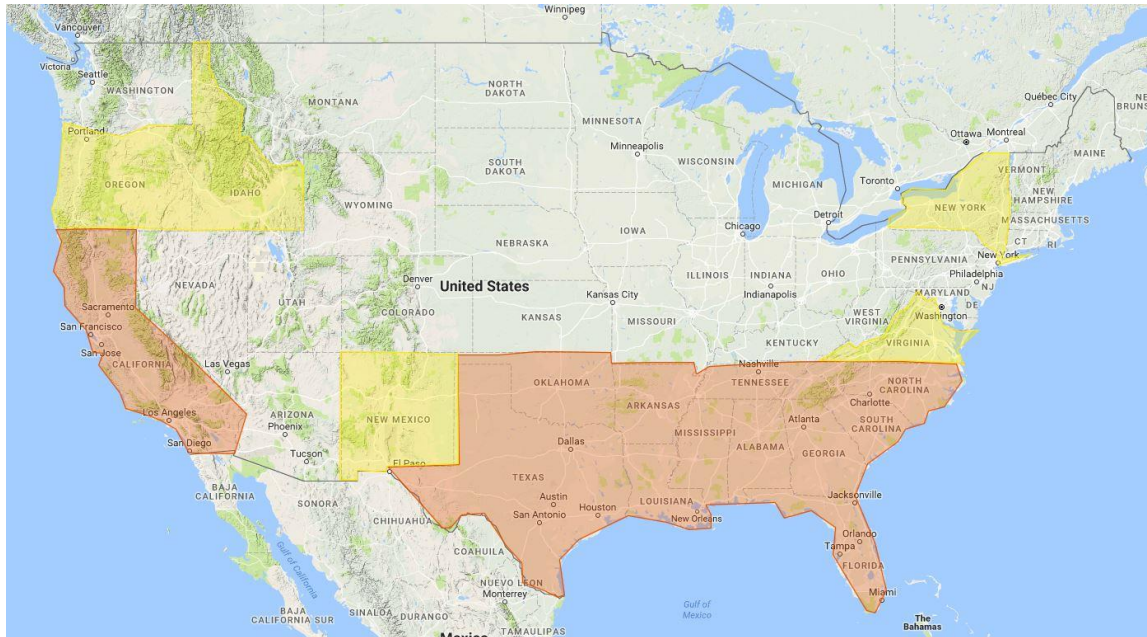 Winnipeg
Vancouver
Victoria
Seattle
WASHINGTON
NORTH
DAKOTA
MONTANA
MINNESOTA
Minneapolis
Québec City
NE
BRUNS
Ottawa
Montreal
MAINE
Portland
OREGON
IDAHO
SOUTH
DAKOTA
WISCONSIN
MICHIGAN
Toronto
VERMONT
NEW
HAMPSHIRE
MASSACHUSETTS
CT
RI
NEW YORK
WYOMING
Detroit
Chicago
IOWA
NEBRASKA
PENNSYLVANIA
New York
Philadelphia
NJ
NEVADA
UTAH
Denver
COLORADO
United States
ILLINOIS
INDIANA
OHIO
Indianapolis
MARYLAND
DE
Washington
Kansas City
KANSAS
MISSOURI
WEST
VIRGINIA
VIRGINIA
KENTUCKY
Sacramento
San Francisco
San Jose
CALIFORNIA
Las Vegas
Nashville
TENNESSEE
NORTH
CAROLINA
Charlotte
OKLAHOMA
ARKANSAS
Los Angeles
ARIZONA
Phoenix
NEW MEXICO
San Diego
Tucson
El Paso
Dallas
MISSISSIPPI
ALABAMA
Atlanta
GEORGIA
SOUTH
CAROLINA
TEXAS
Austin
San Antonio
Houston
LOUISIANA
New Orleans
Jacksonville
Orlando
Tampa
FLORIDA
Miami
BAJA
CALIFORNIA
SONORA
CHIHUAHUA
COAHUILA
Gulf of California
NUEVO LEON
Monterrey
BAJA
CALIFORNIA SUR
SINALOA
DURANGO
TAMAULIPAS
Mexico
Gulf of
Mexico
The
Bahamas